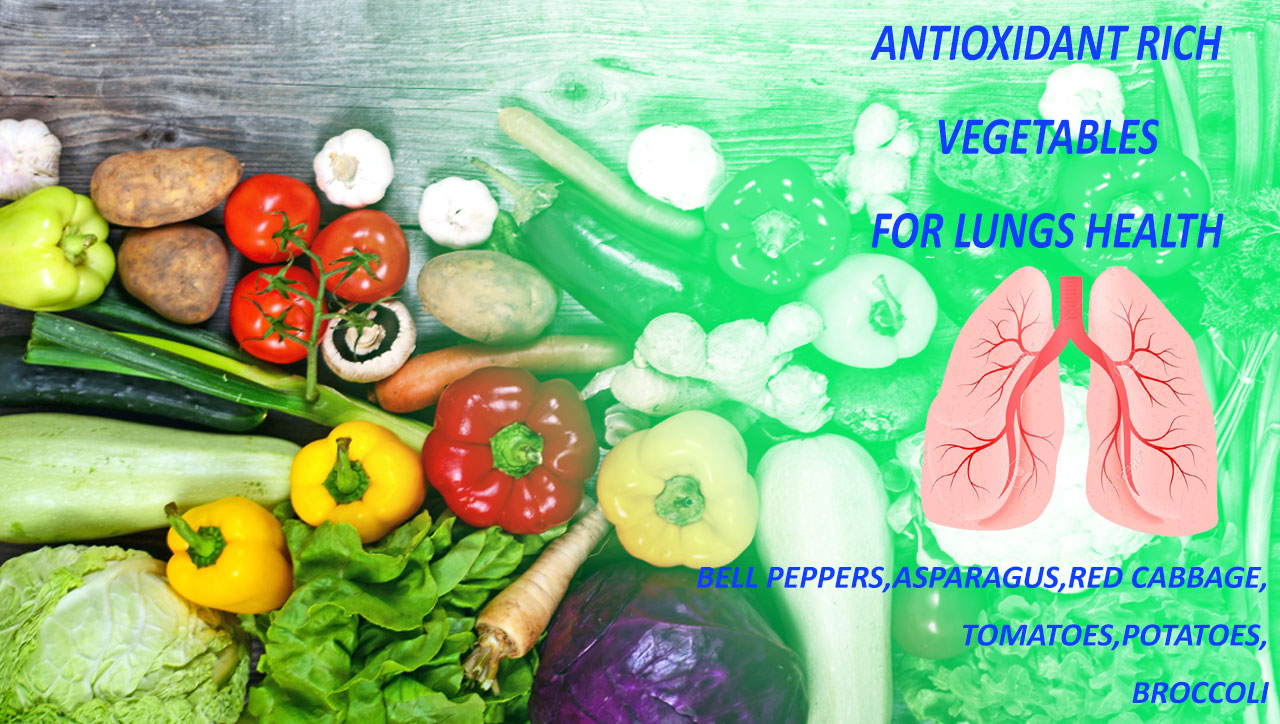 ANTIOXIDANT RICH
VEGETABLES
FOR LUNGS HEALTH
BELL PEPPERS,ASPARAGUS,RED CABBAGE,
TOMATOES,POTATOES,
BROCCOLI